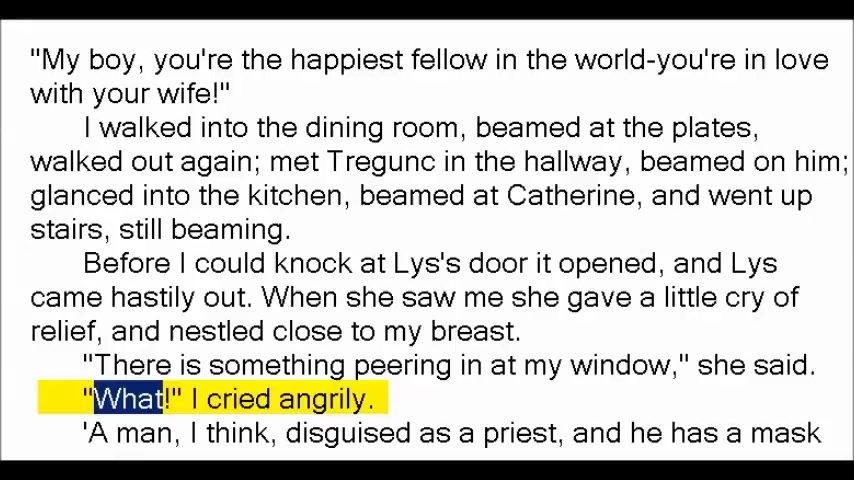 "My boy, you're the happiest fellow in the world-you're in love
with your wife!"
I walked into the dining room, beamed at the plates,
walked out again; met Tregunc in the hallway, beamed on him;
glanced into the kitchen, beamed at Catherine, and went up
stairs, still beaming.
Before I could knock at Lys's door it opened, and Lys
came hastily out. When she saw me she gave a little cry of
relief, and nestled close to my breast.
"There is something peering in at my window," she said.
"What!" I cried angrily.
'A man, I think, disguised as a priest, and he has a mask